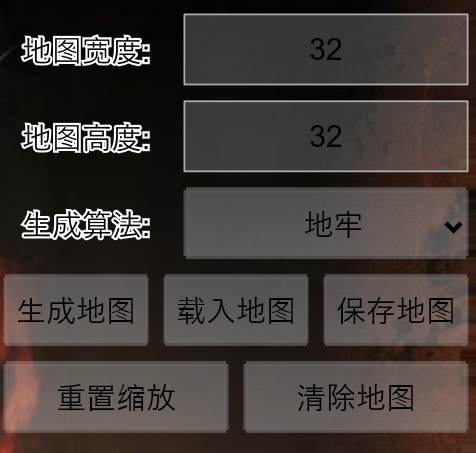 地图宽度: 32
地图高度: 32
生成算法: 地牢
生成地图 载入地图 保存地图
重置缩放 清除地图